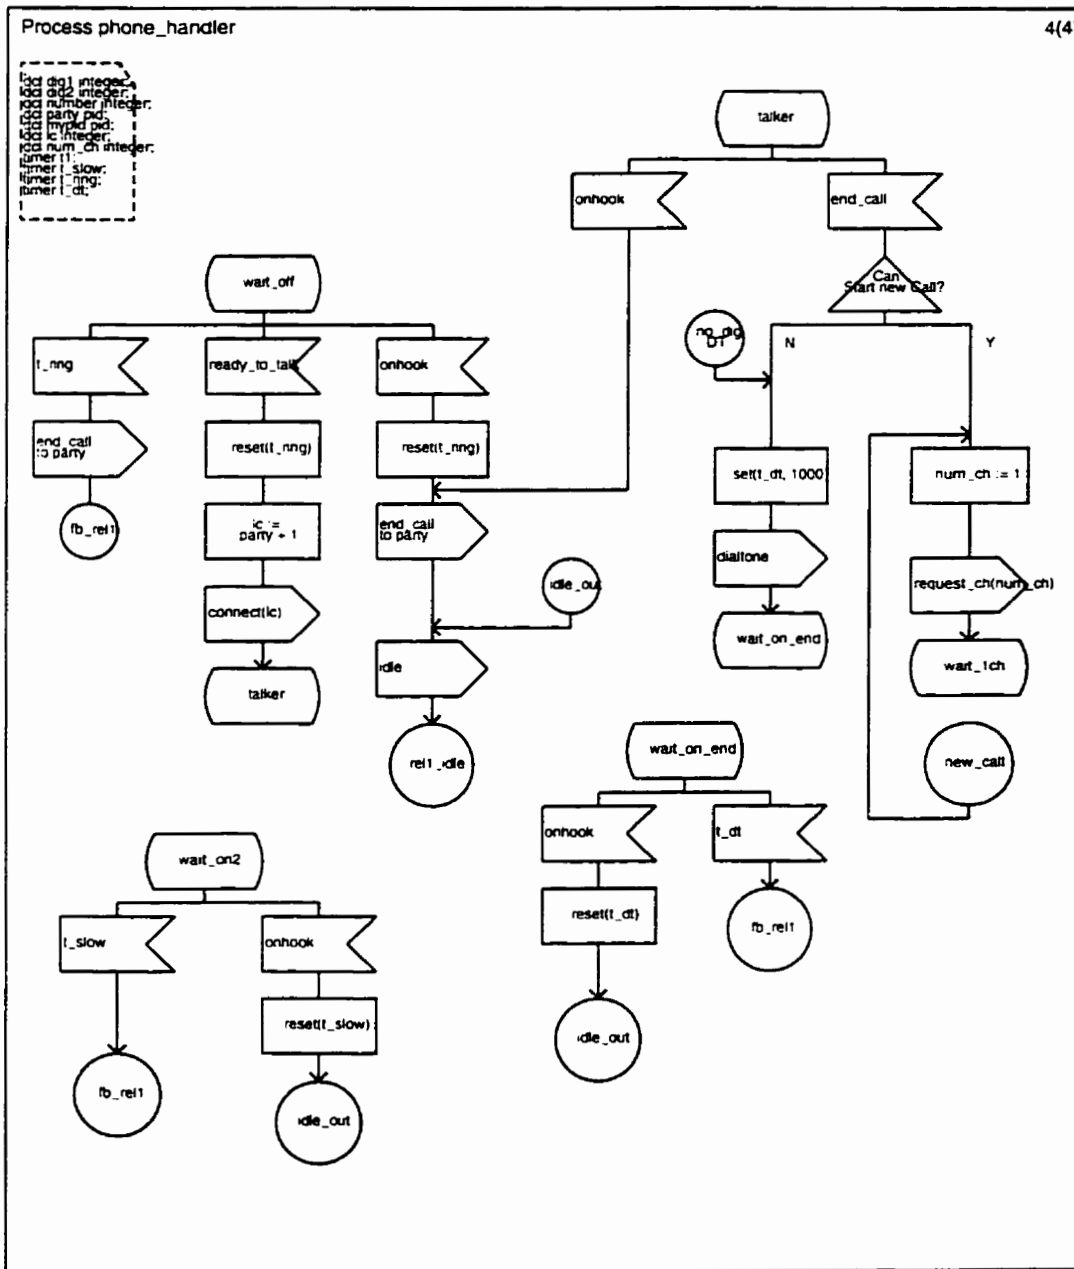 Process phone_handler
4(4
dcl dig1 integer;
dcl dig2 integer;
dcl number integer;
dcl party pid;
dcl mypid pid;
dcl ic integer;
dcl num_ch integer;
timer t1;
timer t_slow;
timer t_rng;
timer t_dt;
talker
onhook
end_call
Can
Start new Call?
N
Y
no_dig
DT
wait_off
t_rng
ready_to_talk
onhook
end_call
to party
reset(t_rng)
reset(t_rng)
set(t_dt, 1000
num_ch := 1
fb_rel1
ic :=
party + 1
end_call
to party
dialtone
request_ch(num_ch)
idle_out
connect(ic)
idle
wait_on_end
wait_1ch
talker
rel1_idle
wait_on_end
new_call
onhook
t_dt
wait_on2
reset(t_dt)
fb_rel1
t_slow
onhook
reset(t_slow)
idle_out
fb_rel1
idle_out